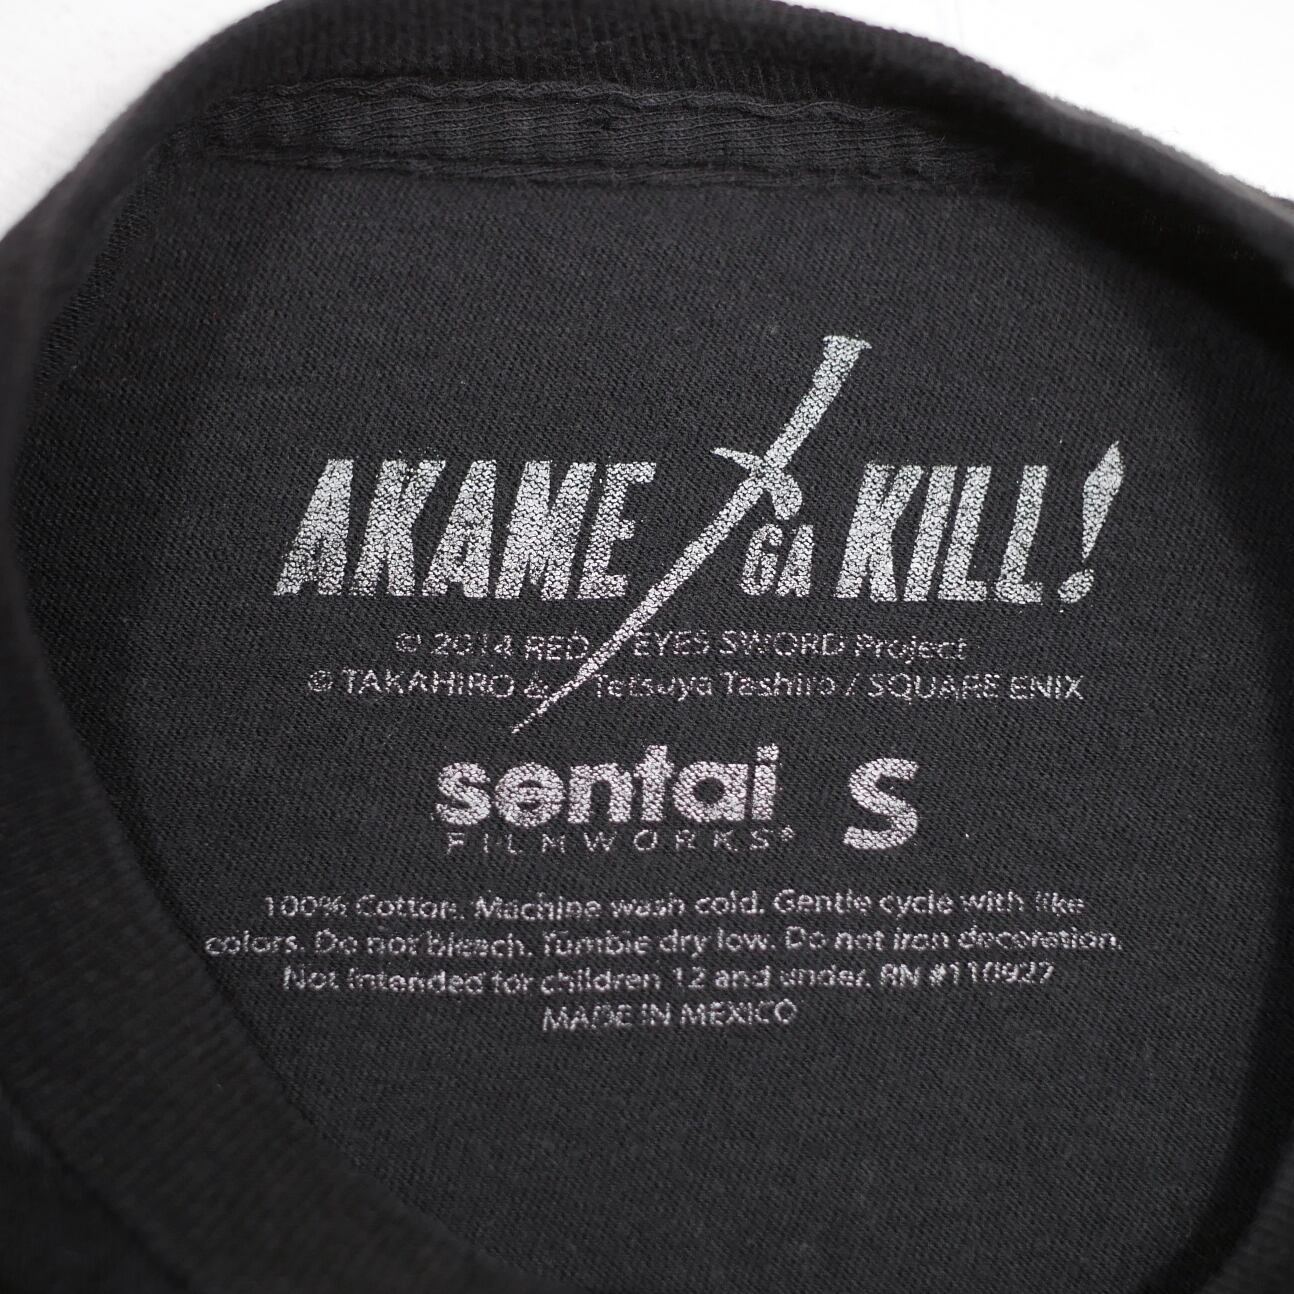 AKAME GA KILL!
© 2014 RED EYES SWORD Project
© TAKAHIRO & Tetsuya Tashiro / SQUARE ENIX
sentai S
FILMWORKS®
100% Cotton. Machine wash cold. Gentle cycle with like
colors. Do not bleach. Tumble dry low. Do not iron decoration.
Not intended for children 12 and under. RN #110927
MADE IN MEXICO